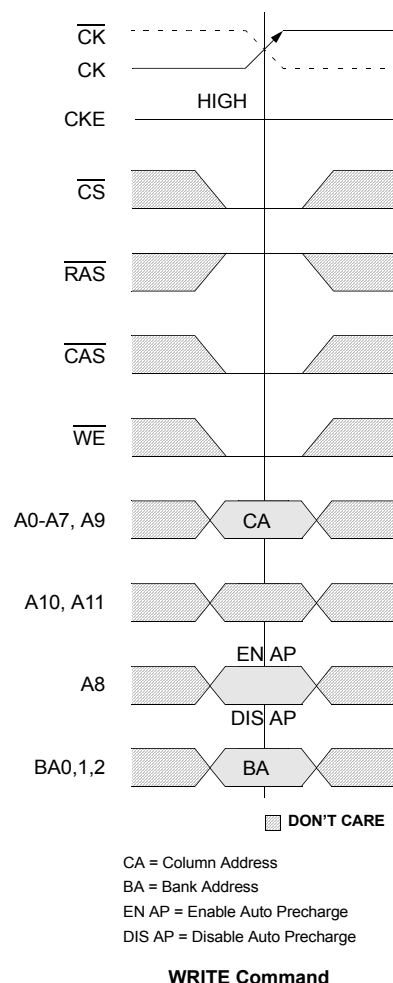 CK
CK
HIGH
CKE
CS
RAS
CAS
WE
A0-A7, A9
CA
A10, A11
EN AP
A8
DIS AP
BA0,1,2
BA
DON'T CARE
CA = Column Address
BA = Bank Address
EN AP = Enable Auto Precharge
DIS AP = Disable Auto Precharge
WRITE Command